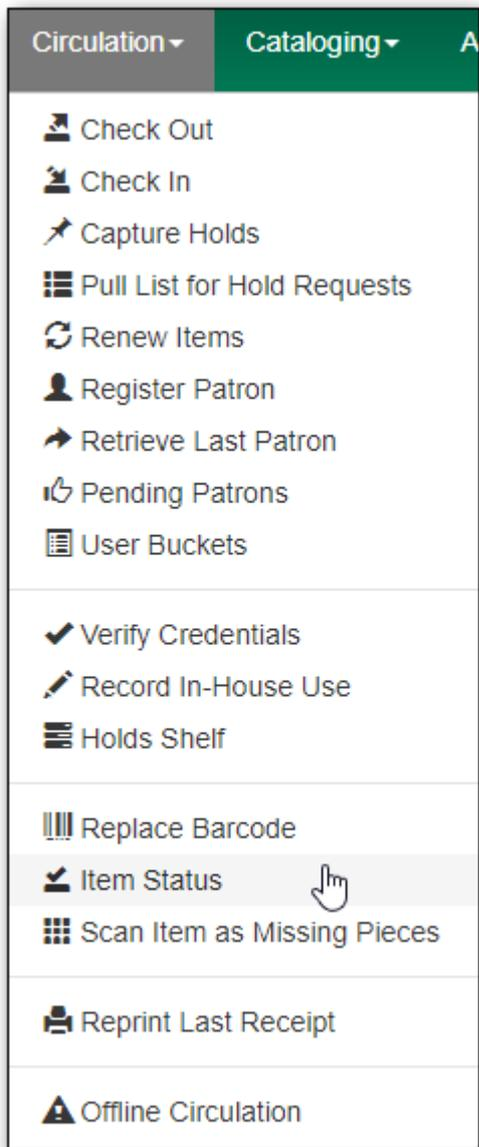 Circulation Cataloging A
Check Out
Check In
Capture Holds
Pull List for Hold Requests
Renew Items
Register Patron
Retrieve Last Patron
Pending Patrons
User Buckets
Verify Credentials
Record In-House Use
Holds Shelf
Replace Barcode
Item Status
Scan Item as Missing Pieces
Reprint Last Receipt
Offline Circulation